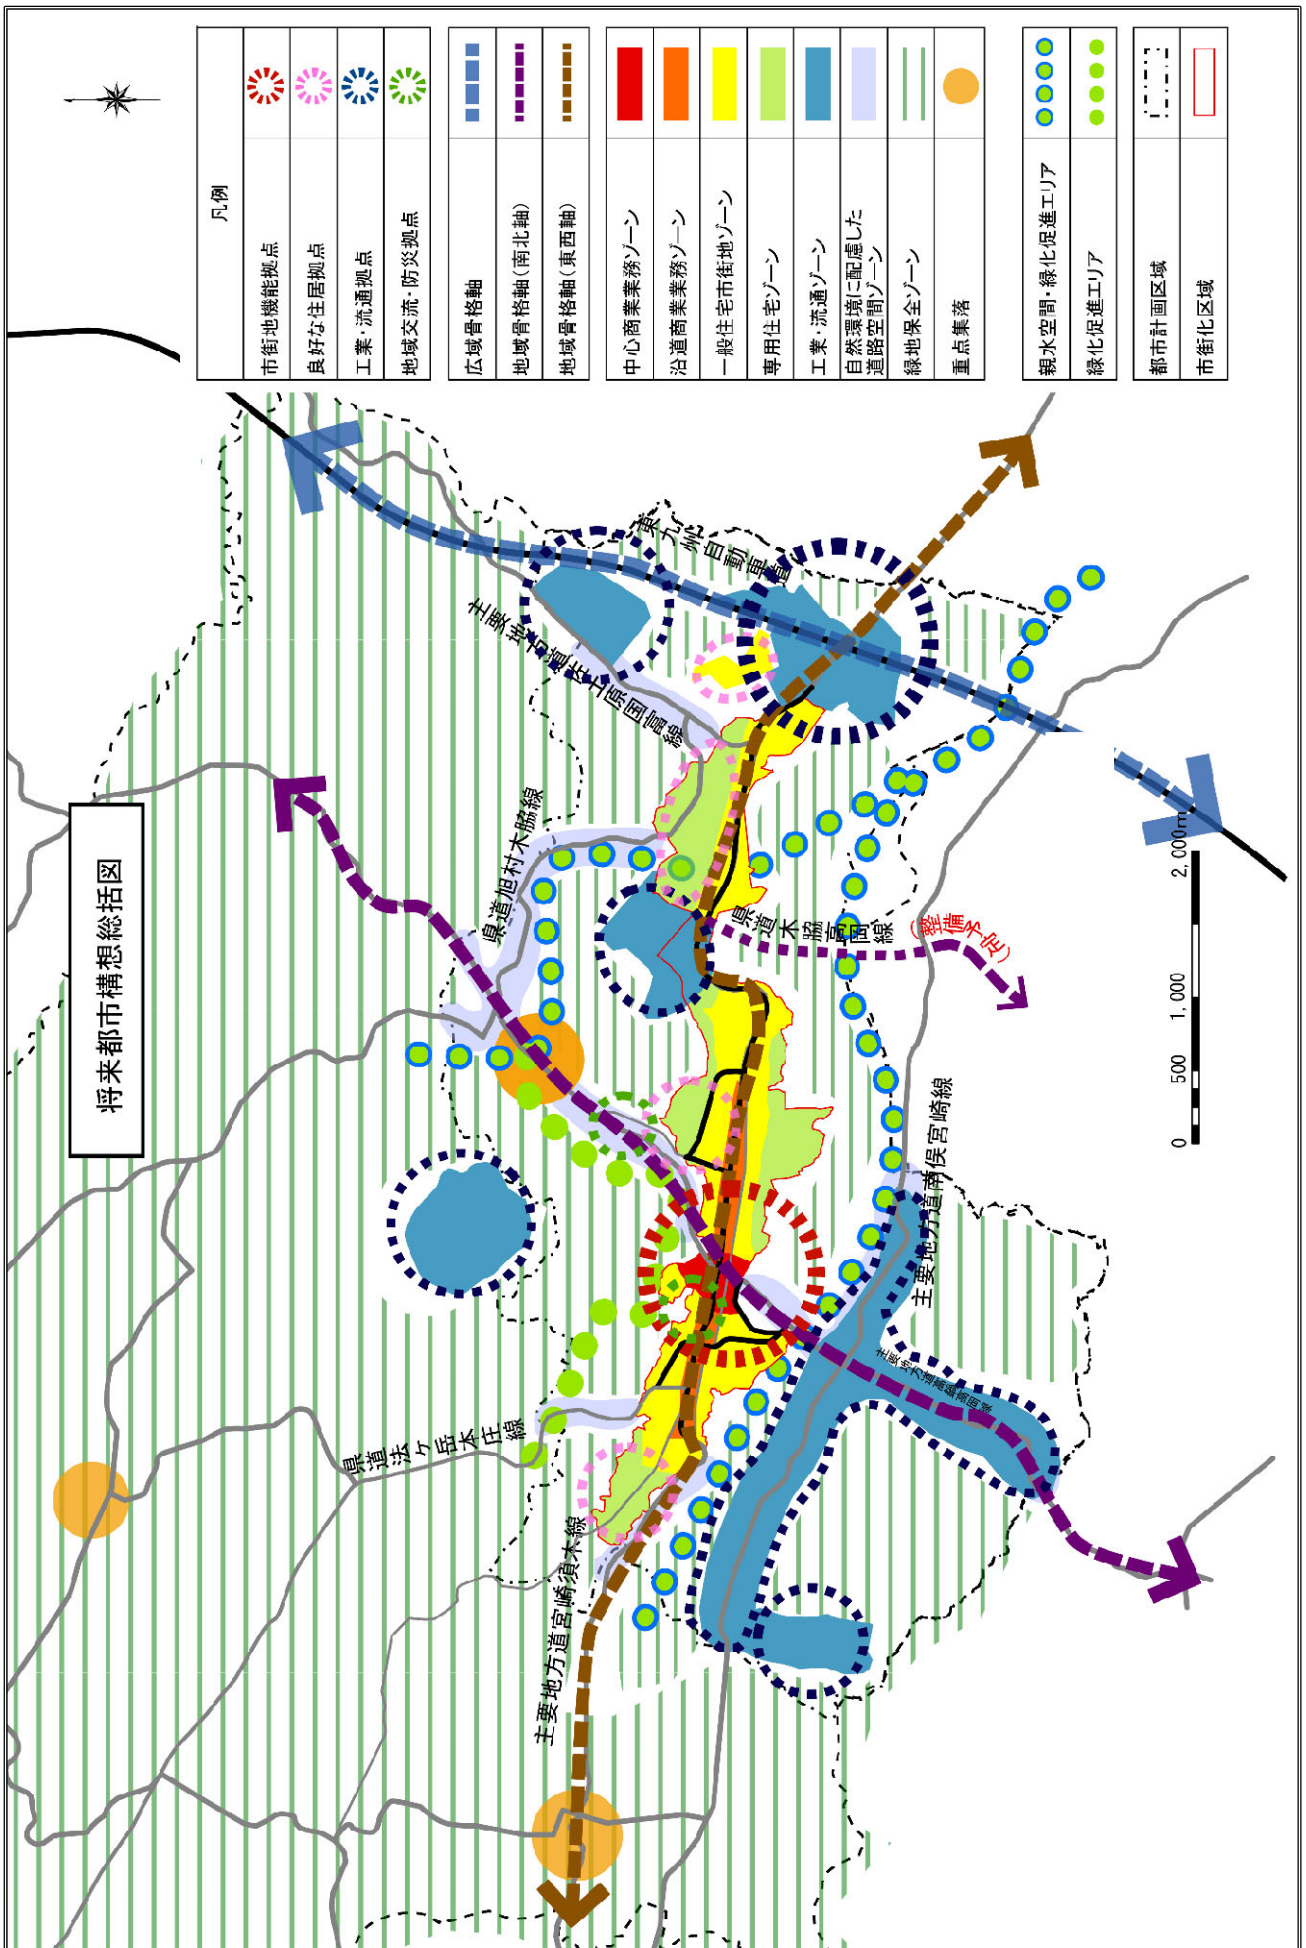 将来都市構想総括図
凡例
市街地機能拠点
良好な住居拠点
工業・流通拠点
地域交流・防災拠点
広域骨格軸
地域骨格軸(南北軸)
地域骨格軸(東西軸)
中心商業業務ゾーン
沿道商業業務ゾーン
一般住宅市街地ゾーン
専用住宅ゾーン
工業・流通ゾーン
自然環境に配慮した
道路空間ゾーン
緑地保全ゾーン
重点集落
親水空間・緑化促進エリア
緑化促進エリア
都市計画区域
市街化区域
東九州自動車道
主要地方道佐土原国富線
県道旭村木脇線
県道木脇高岡線
(整備予定)
県道法ヶ岳本庄線
主要地方道宮崎須木線
主要地方道南俣宮崎線
主要地方道高鍋高岡線
0 500 1,000 2,000m